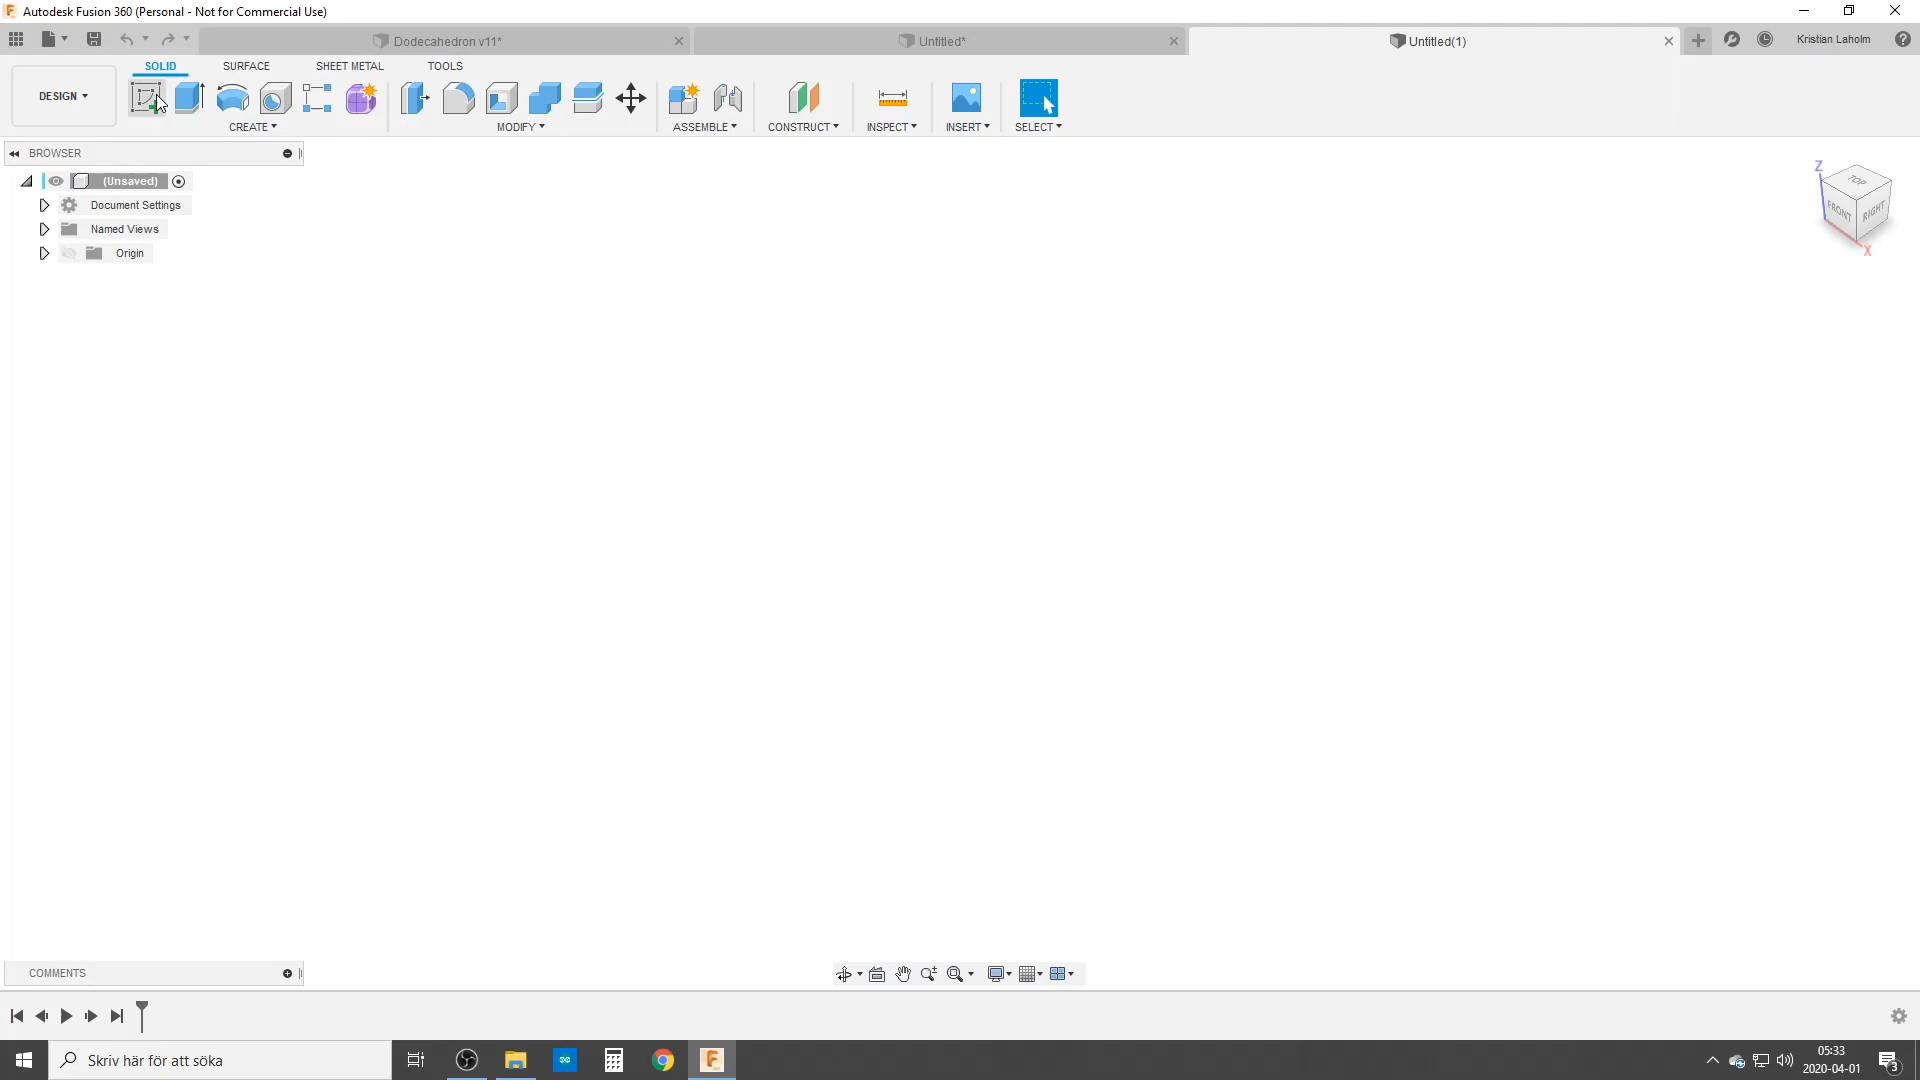 Autodesk Fusion 360 (Personal - Not for Commercial Use)
Dodecahedron v11*
Untitled*
Untitled(1)
Kristian Laholm
SOLID
SURFACE
SHEET METAL
TOOLS
DESIGN
CREATE
MODIFY
ASSEMBLE
CONSTRUCT
INSPECT
INSERT
SELECT
BROWSER
(Unsaved)
Document Settings
Named Views
Origin
Z
TOP
FRONT
RIGHT
X
COMMENTS
Skriv här för att söka
05:33
2020-04-01
3